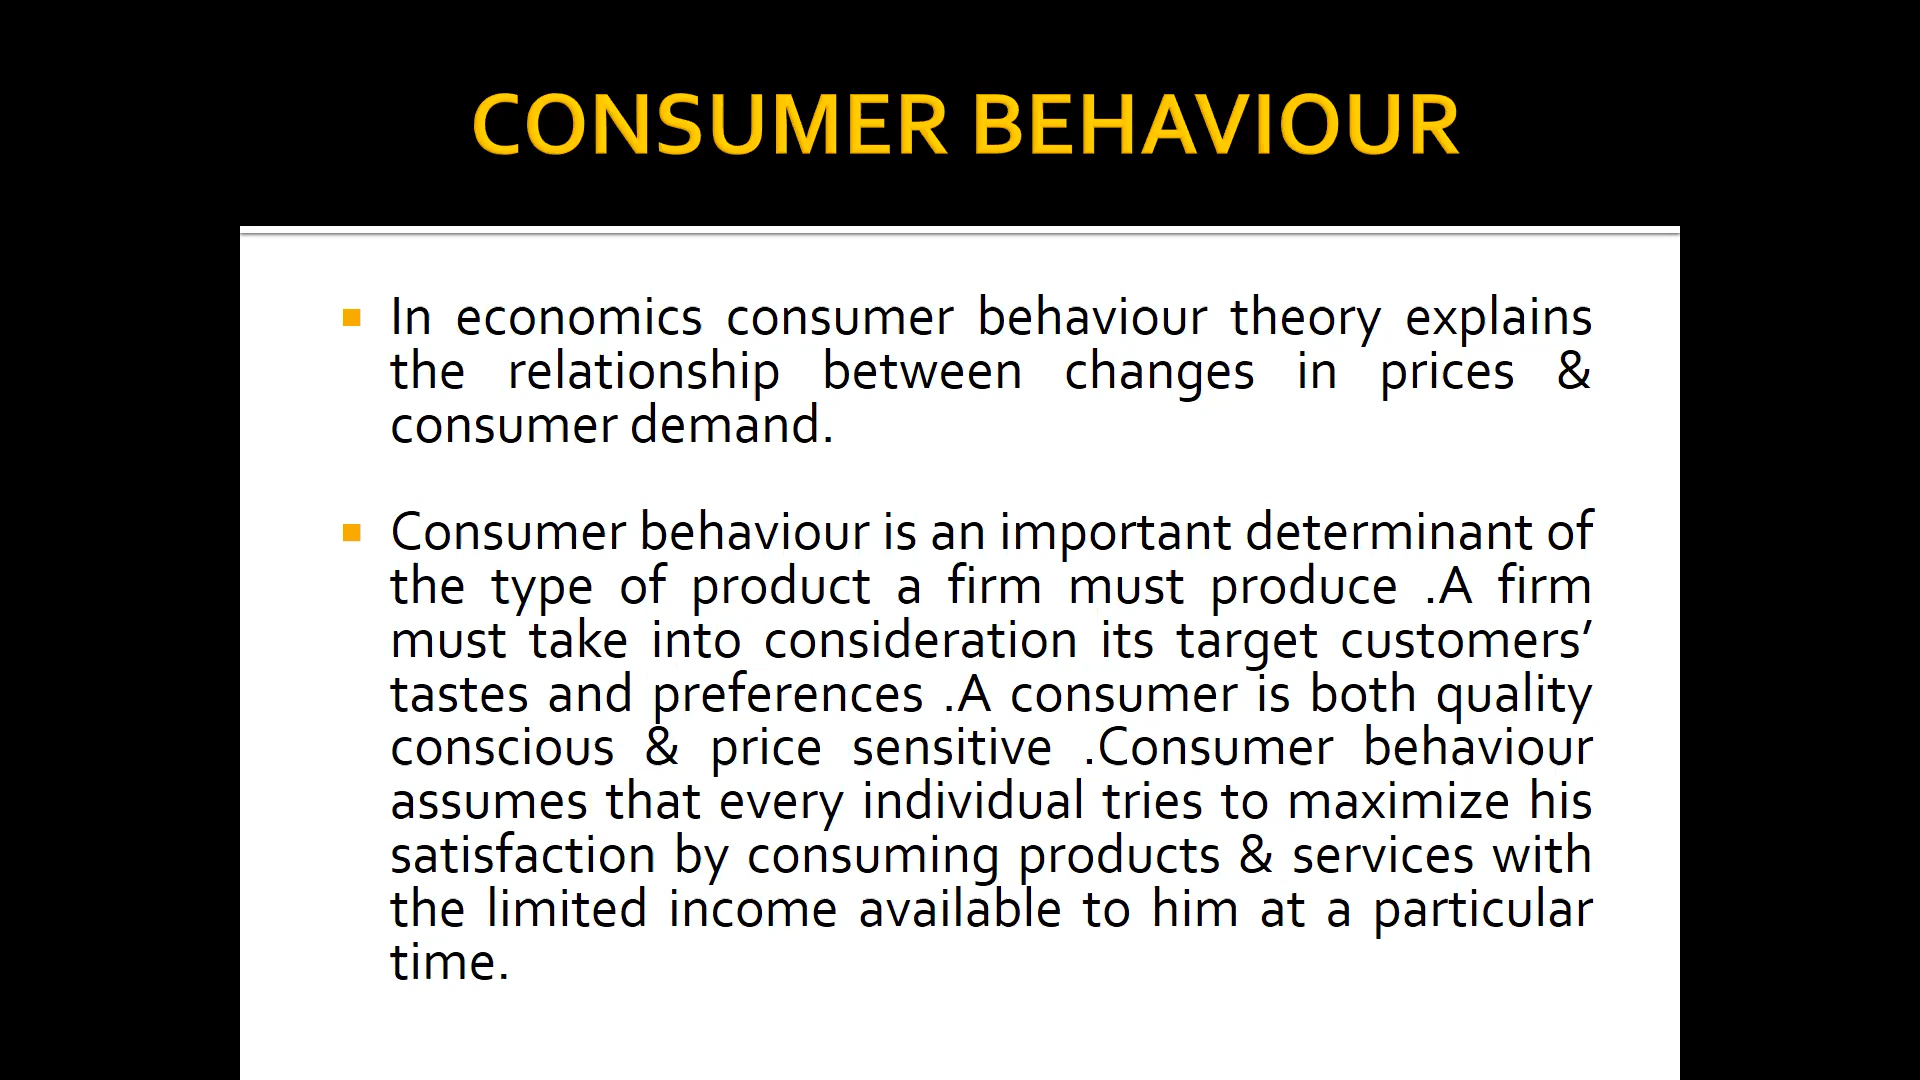 CONSUMER BEHAVIOUR
In economics consumer behaviour theory explains
the relationship between changes in prices &
consumer demand.
Consumer behaviour is an important determinant of
the type of product a firm must produce .A firm
must take into consideration its target customers’
tastes and preferences .A consumer is both quality
conscious & price sensitive .Consumer behaviour
assumes that every individual tries to maximize his
satisfaction by consuming products & services with
the limited income available to him at a particular
time.